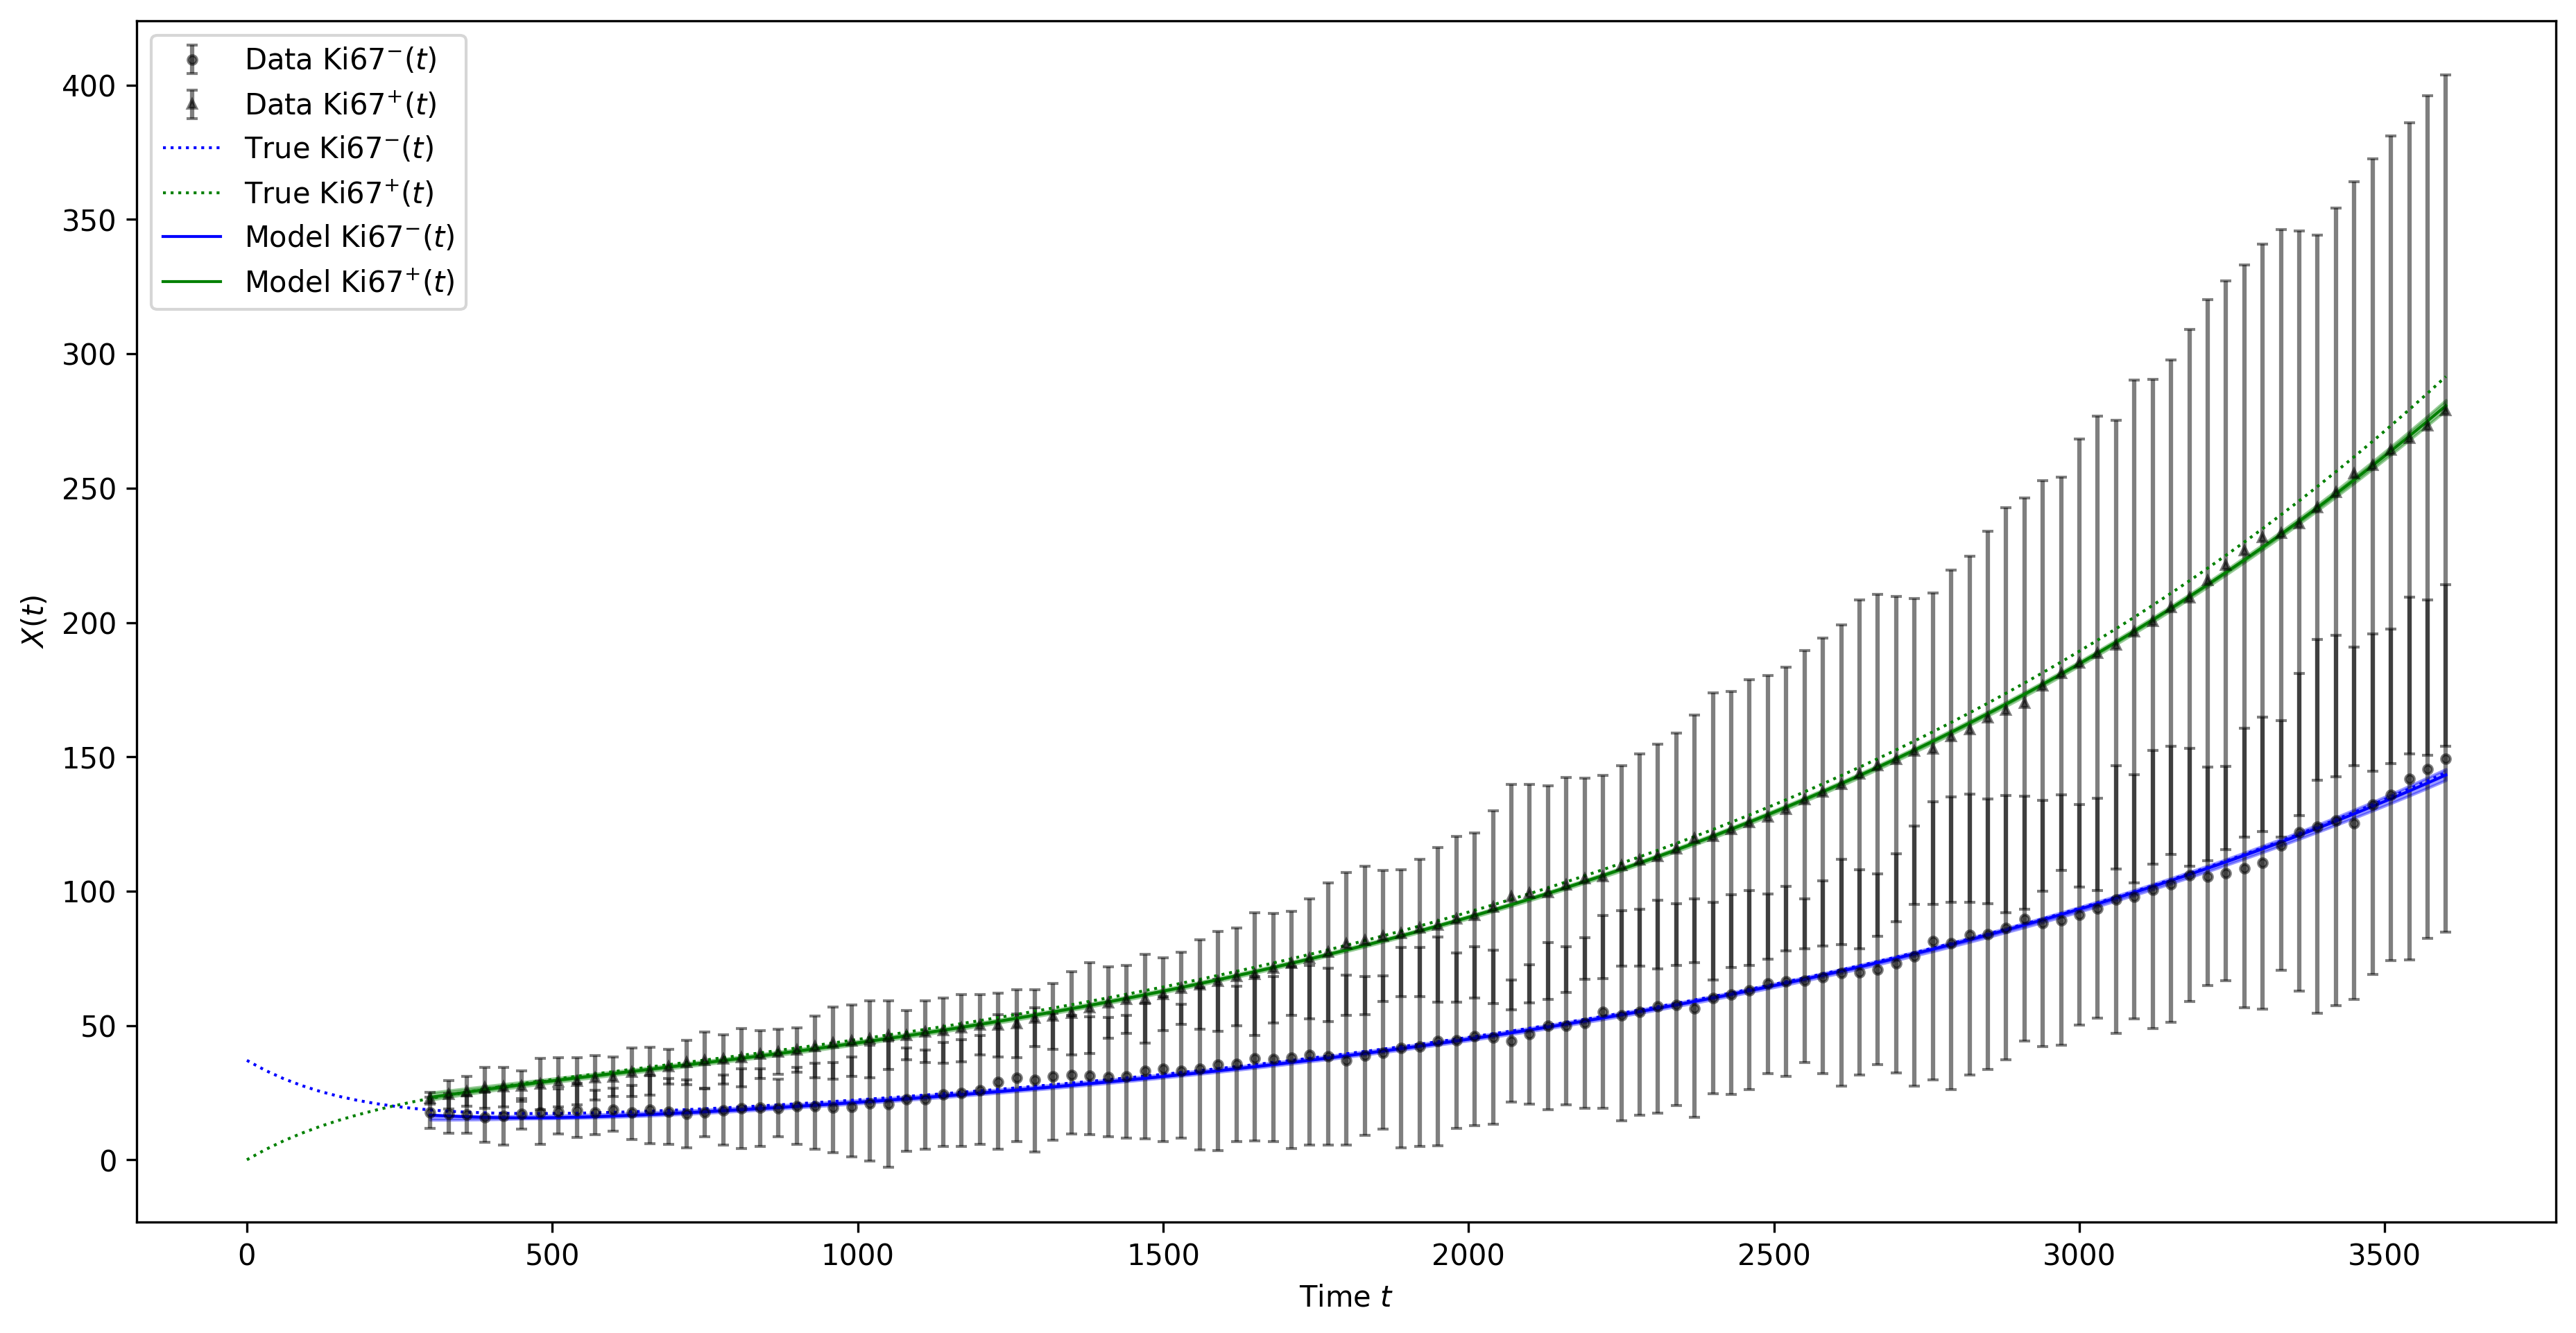 Data Ki67⁻(t)
Data Ki67⁺(t)
True Ki67⁻(t)
True Ki67⁺(t)
Model Ki67⁻(t)
Model Ki67⁺(t)
400
350
300
250
200
150
100
50
0
X(t)
0 500 1000 1500 2000 2500 3000 3500
Time t